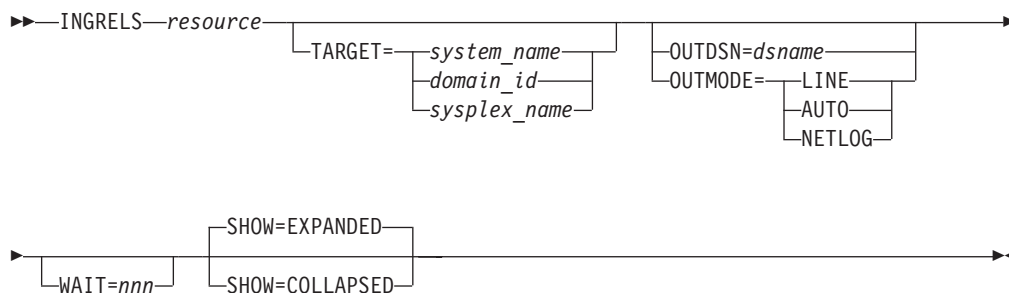 INGRELS resource
TARGET= system_name
domain_id
sysplex_name
OUTDSN=dsname
OUTMODE= LINE
AUTO
NETLOG
WAIT=nnn
SHOW=EXPANDED
SHOW=COLLAPSED